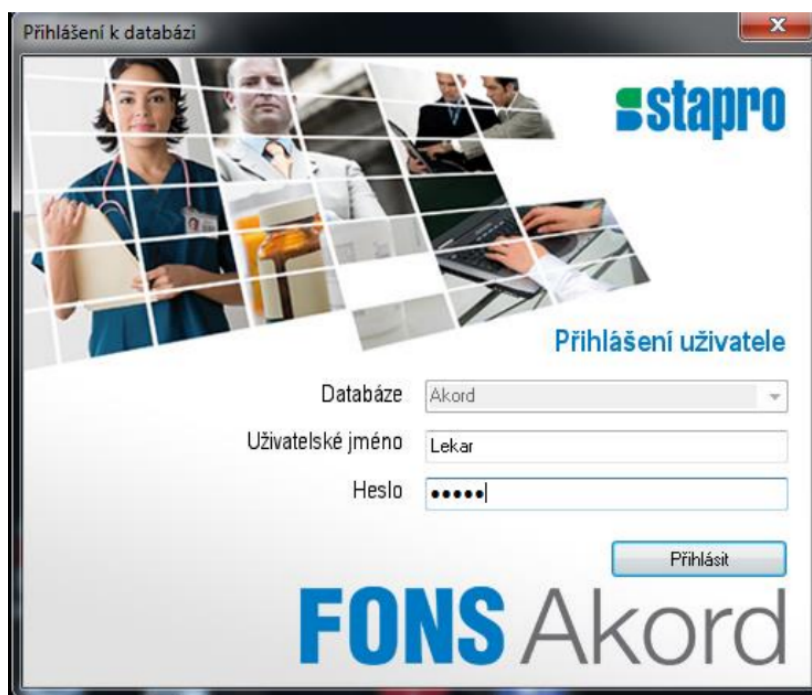 Přihlášení k databázi
stapro
Přihlášení uživatele
Databáze Akord
Uživatelské jméno Lekar
Heslo •••••
Přihlásit
FONS Akord